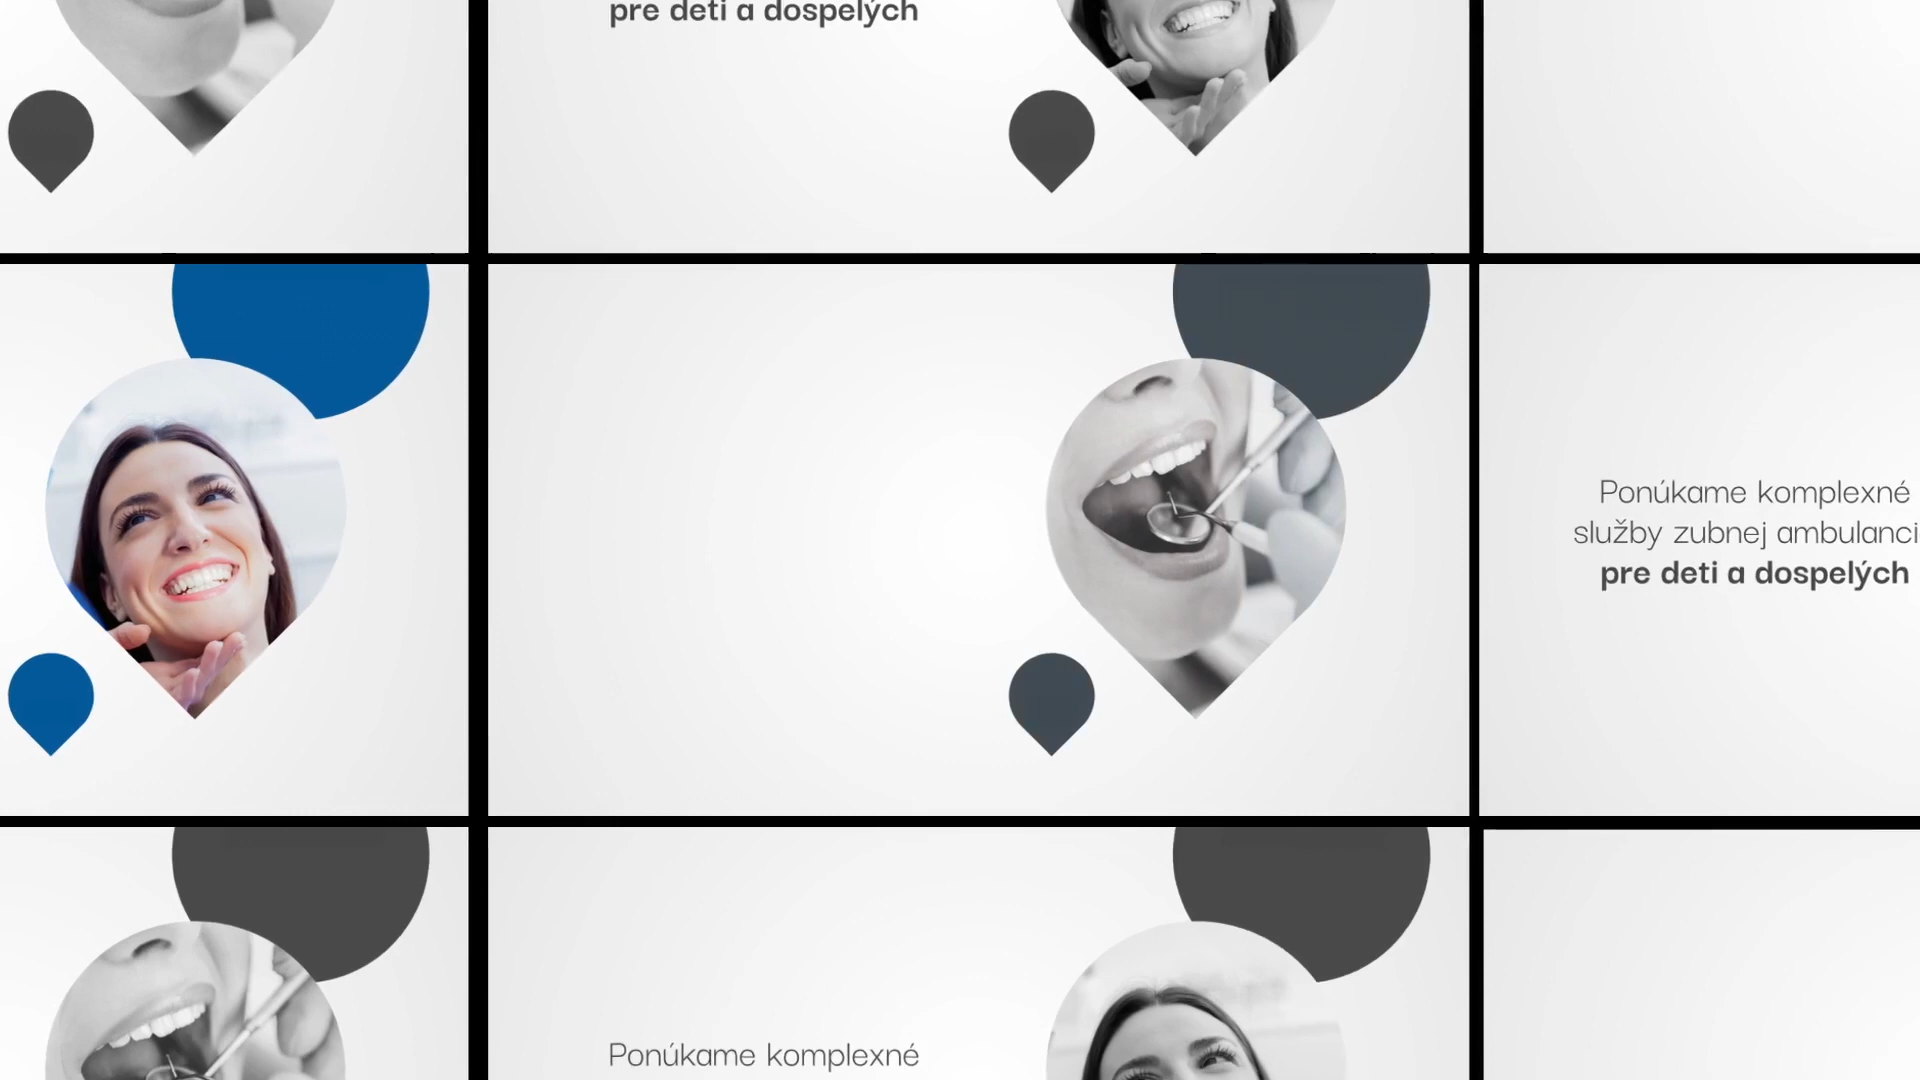 pre deti a dospelých
Ponúkame komplexné
služby zubnej ambulanci
pre deti a dospelých
Ponúkame komplexné